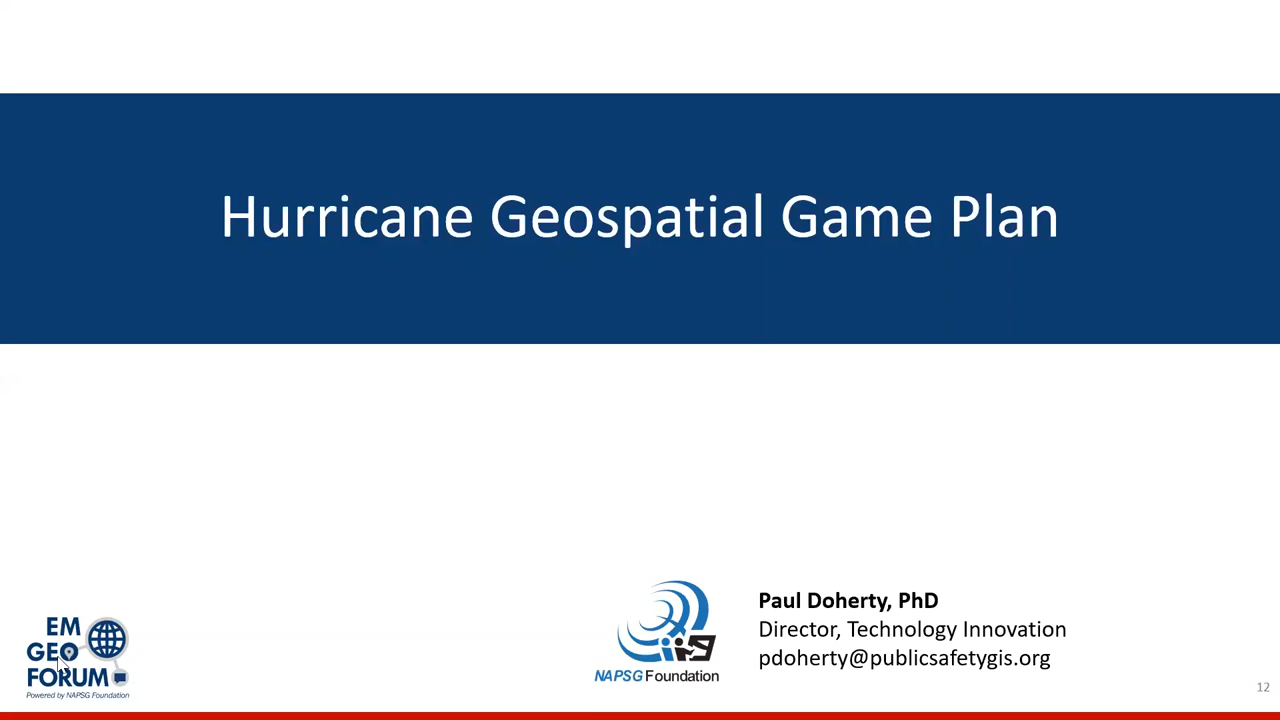 Hurricane Geospatial Game Plan
EM
GEO
FORUM
Powered by NAPSG Foundation
NAPSG Foundation
Paul Doherty, PhD
Director, Technology Innovation
pdoherty@publicsafetygis.org
12